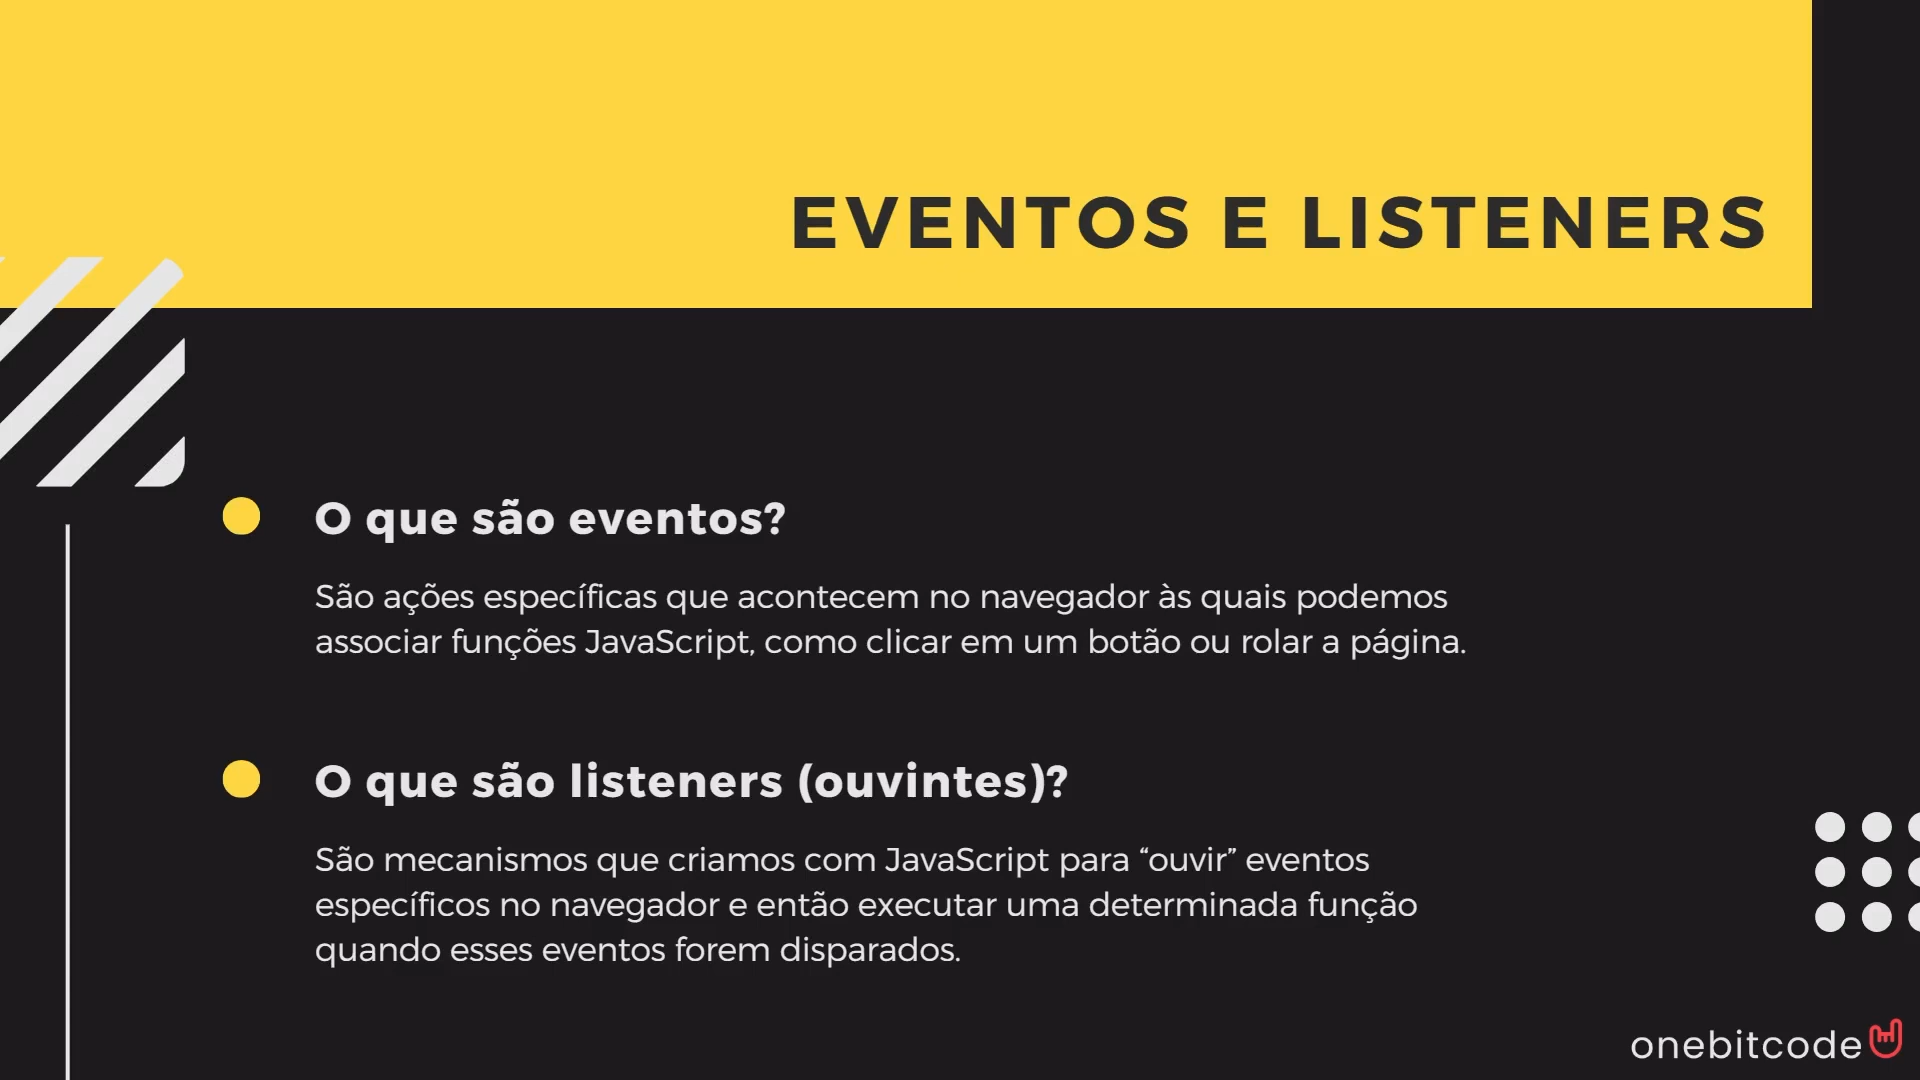 EVENTOS E LISTENERS
O que são eventos?
São ações específicas que acontecem no navegador às quais podemos
associar funções JavaScript, como clicar em um botão ou rolar a página.
O que são listeners (ouvintes)?
São mecanismos que criamos com JavaScript para “ouvir” eventos
específicos no navegador e então executar uma determinada função
quando esses eventos forem disparados.
onebitcode